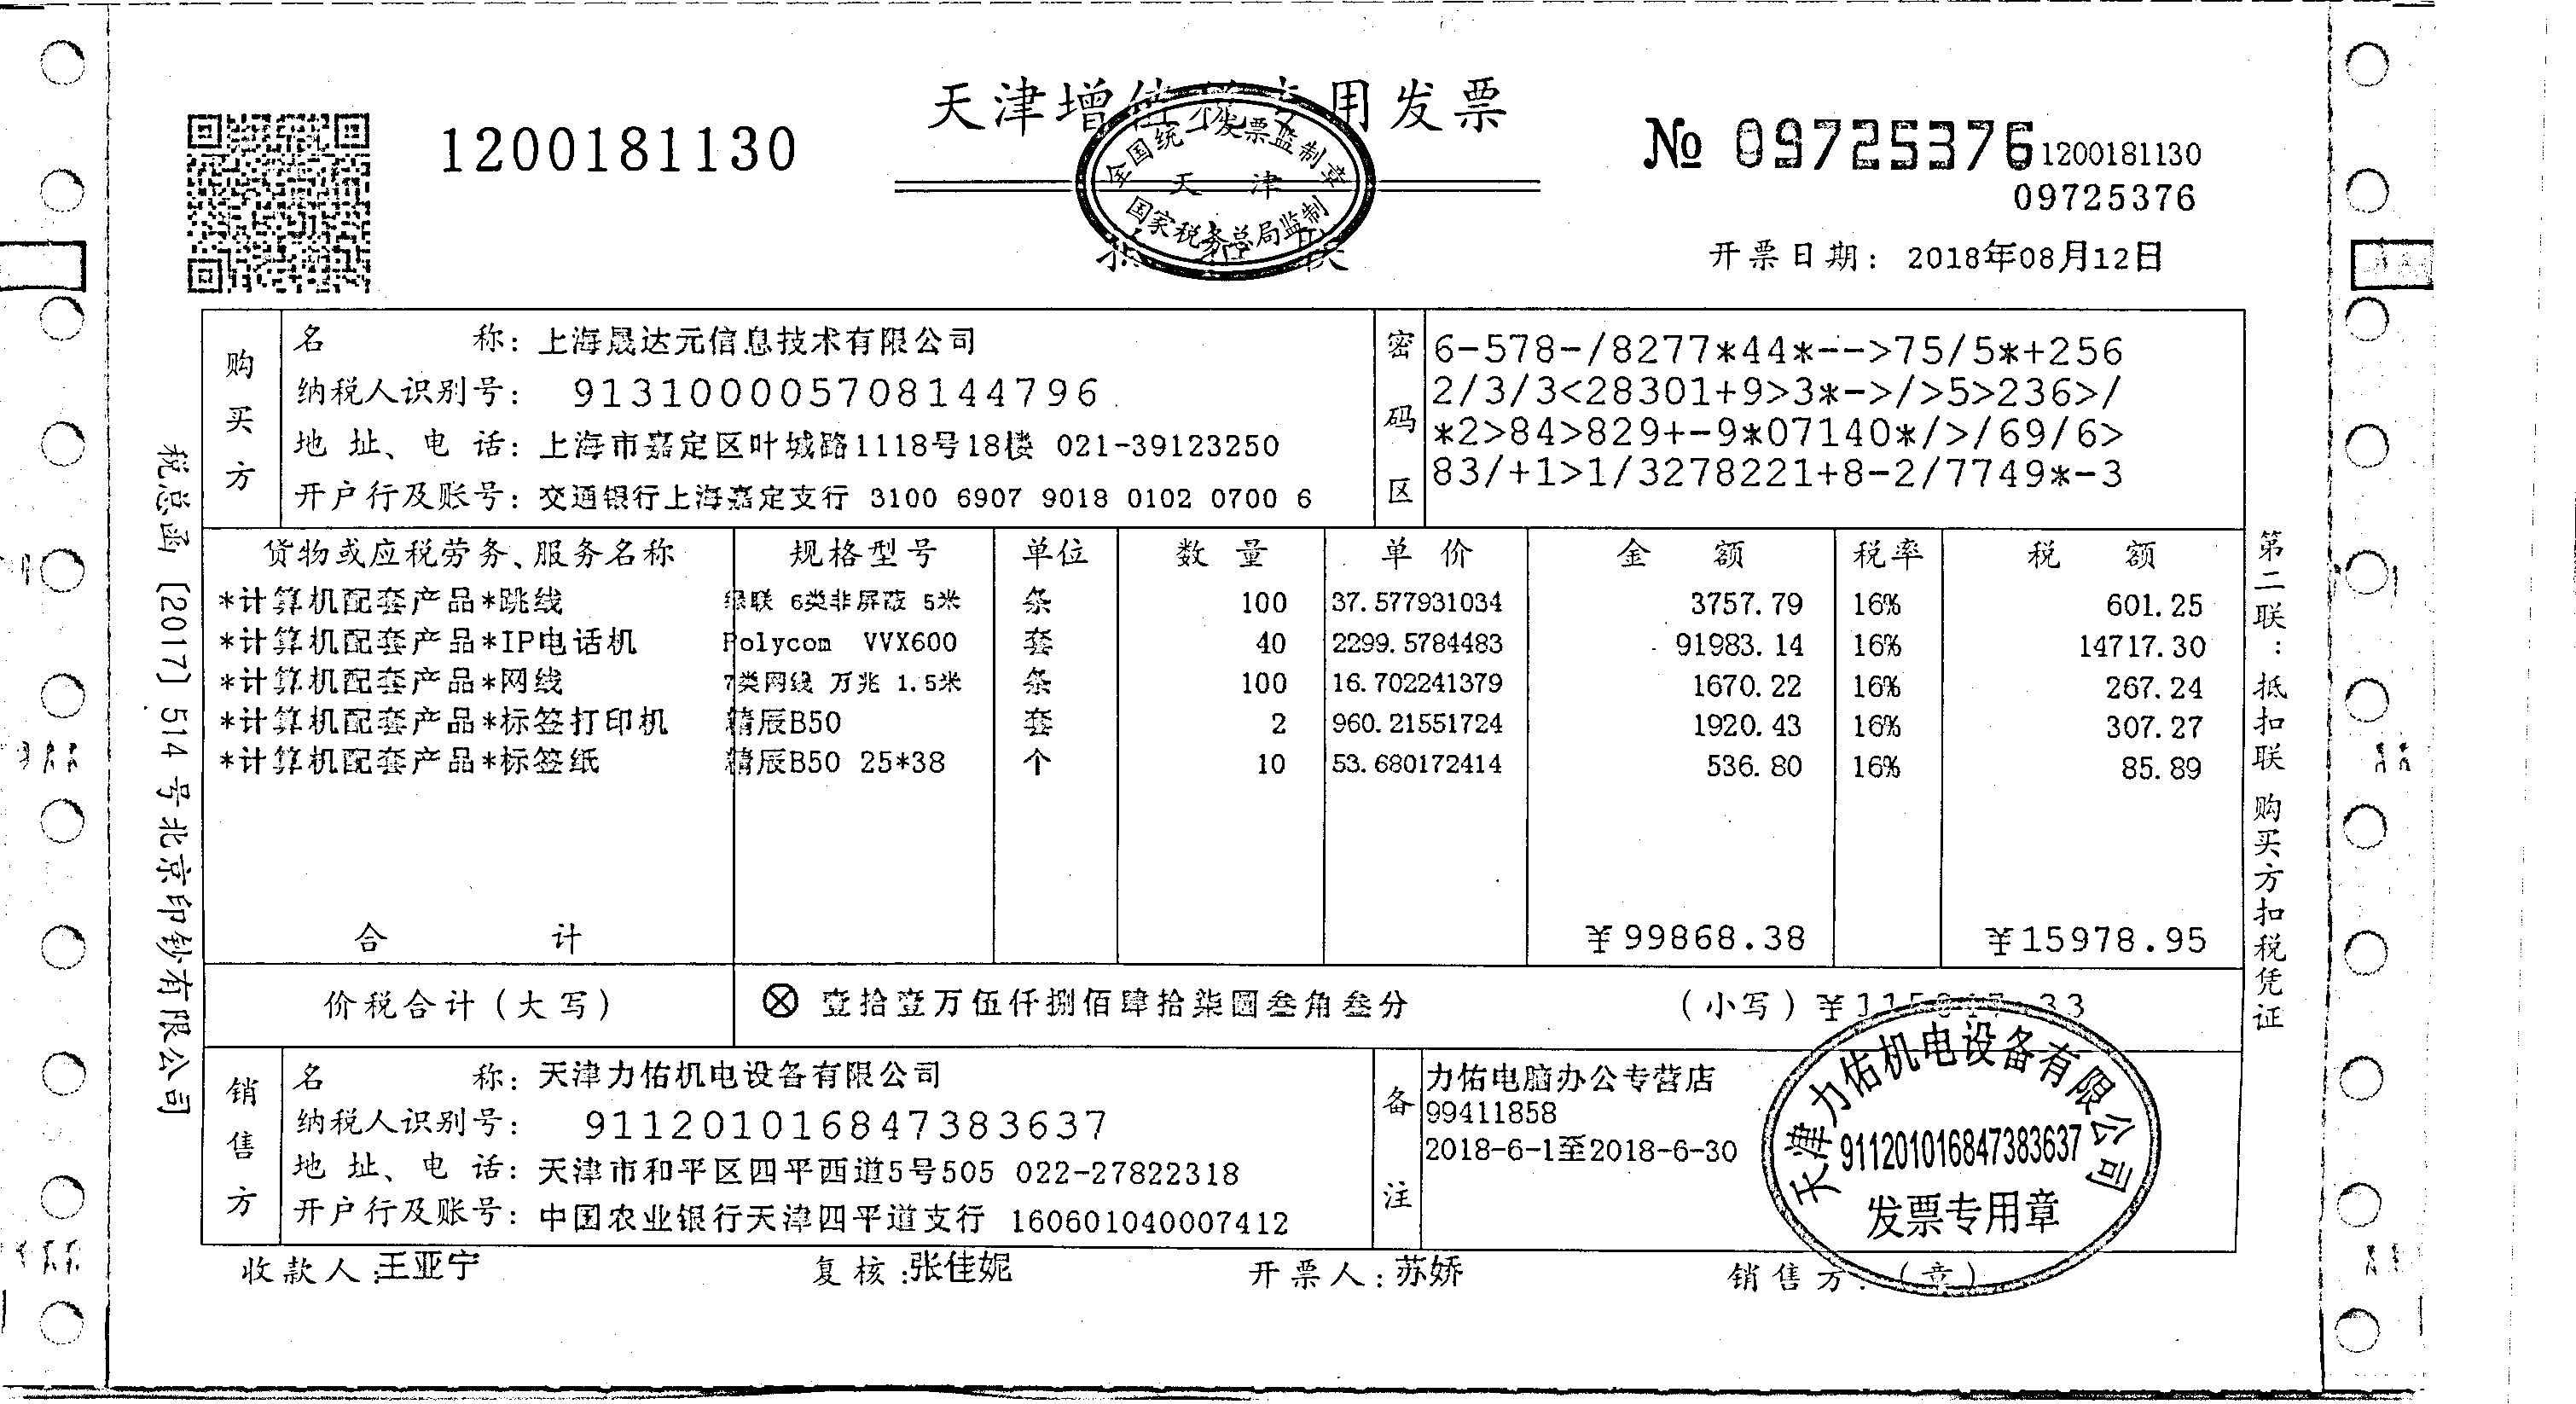 天津增值税专用发票
1200181130
№ 09725376
1200181130
09725376
全国统一发票监制章
天 津
国家税务总局监制
开票日期: 2018年08月12日
购买方
名 称: 上海晟达元信息技术有限公司
纳税人识别号: 913100005708144796
地 址、电 话: 上海市嘉定区叶城路1118号18楼 021-39123250
开户行及账号: 交通银行上海嘉定支行 3100 6907 9018 0102 0700 6
密码区
6-578-/8277*44*-->75/5*+256
2/3/3<28301+9>3*->/>5>236>/
*2>84>829+-9*07140*/>/69/6>
83/+1>1/3278221+8-2/7749*-3
货物或应税劳务、服务名称 规格型号 单位 数 量 单 价 金 额 税率 税 额
*计算机配套产品*跳线 绿联 6类非屏蔽 5米 条 100 37.577931034 3757.79 16% 601.25
*计算机配套产品*IP电话机 Polycom VVX600 套 40 2299.5784483 91983.14 16% 14717.30
*计算机配套产品*网线 7类网线 万兆 1.5米 条 100 16.702241379 1670.22 16% 267.24
*计算机配套产品*标签打印机 精辰B50 套 2 960.21551724 1920.43 16% 307.27
*计算机配套产品*标签纸 精辰B50 25*38 个 10 53.680172414 536.80 16% 85.89
合 计 ¥99868.38 ¥15978.95
价税合计(大写) ⊗ 壹拾壹万伍仟捌佰肆拾柒圆叁角叁分 (小写)¥115847.33
销售方
名 称: 天津力佑机电设备有限公司
纳税人识别号: 911201016847383637
地 址、电 话: 天津市和平区四平西道5号505 022-27822318
开户行及账号: 中国农业银行天津四平道支行 160601040007412
备注
力佑电脑办公专营店
99411858
2018-6-1至2018-6-30
天津力佑机电设备有限公司
911201016847383637
发票专用章
收款人:王亚宁 复核:张佳妮 开票人:苏娇 销售方:(章)
税总函〔2017〕514号北京印钞有限公司
第二联:抵扣联 购买方扣税凭证